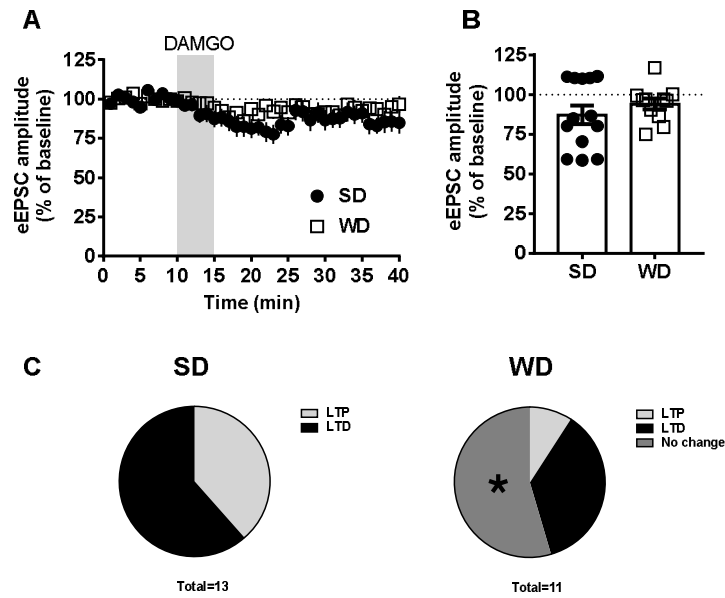 A
DAMGO
eEPSC amplitude
(% of baseline)
125
100
75
50
25
0
SD
WD
0 5 10 15 20 25 30 35 40
Time (min)
B
eEPSC amplitude
(% of baseline)
125
100
75
50
25
0
SD WD
C
SD
LTP
LTD
Total=13
WD
LTP
LTD
No change
*
Total=11